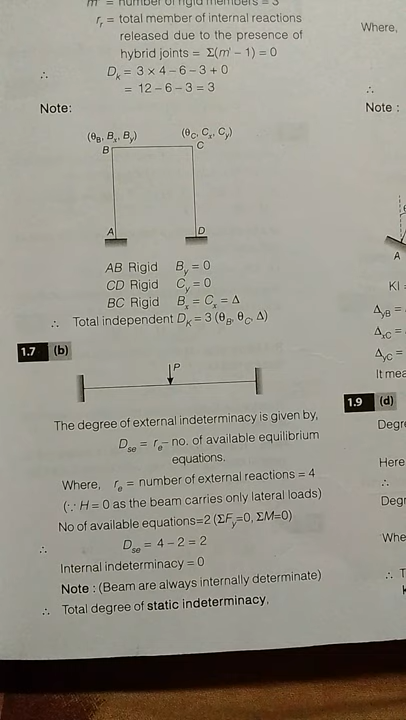 m' = number of rigid members = 3
r_r = total member of internal reactions
released due to the presence of
hybrid joints = Σ(m' − 1) = 0
∴ D_k = 3 × 4 − 6 − 3 + 0
= 12 − 6 − 3 = 3
Note:
(θ_B, B_x, B_y) (θ_C, C_x, C_y)
B C
A D
AB Rigid B_y = 0
CD Rigid C_y = 0
BC Rigid B_x = C_x = Δ
∴ Total independent D_K = 3 (θ_B, θ_C, Δ)
1.7 (b)
P
The degree of external indeterminacy is given by,
D_se = r_e − no. of available equilibrium
equations.
Where, r_e = number of external reactions = 4
(∵ H = 0 as the beam carries only lateral loads)
No of available equations=2 (ΣF_y=0, ΣM=0)
∴ D_se = 4 − 2 = 2
Internal indeterminacy = 0
Note : (Beam are always internally determinate)
∴ Total degree of static indeterminacy,
Where,
∴
Note :
A
KI =
Δ_yB =
Δ_xC =
Δ_yC =
It mea
1.9 (d)
Degr
Here
∴
Degr
Whe
∴ T